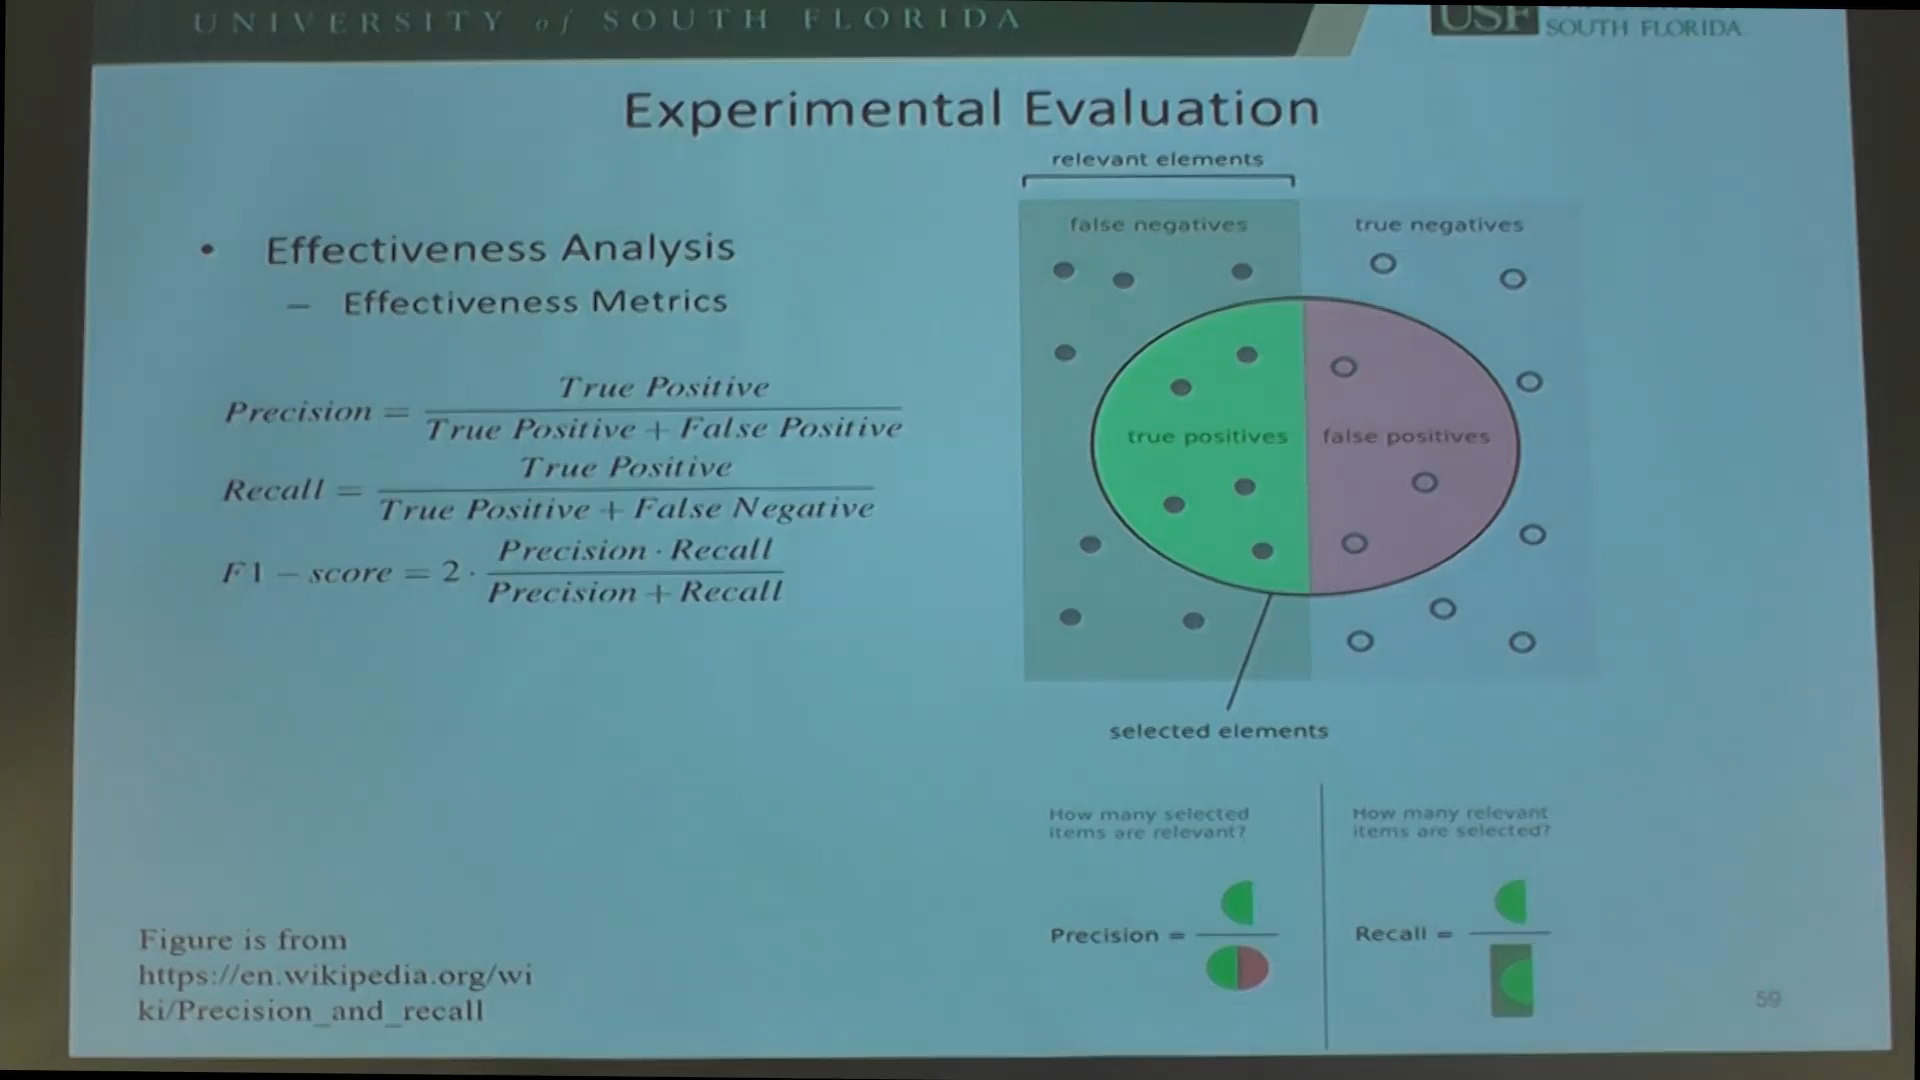 UNIVERSITY of SOUTH FLORIDA
USF
SOUTH FLORIDA
Experimental Evaluation
• Effectiveness Analysis
– Effectiveness Metrics
Precision = True Positive / True Positive + False Positive
Recall = True Positive / True Positive + False Negative
F1 – score = 2 · Precision · Recall / Precision + Recall
Figure is from
https://en.wikipedia.org/wi
ki/Precision_and_recall
relevant elements
false negatives
true negatives
true positives
false positives
selected elements
How many selected
items are relevant?
How many relevant
items are selected?
Precision =
Recall =
59